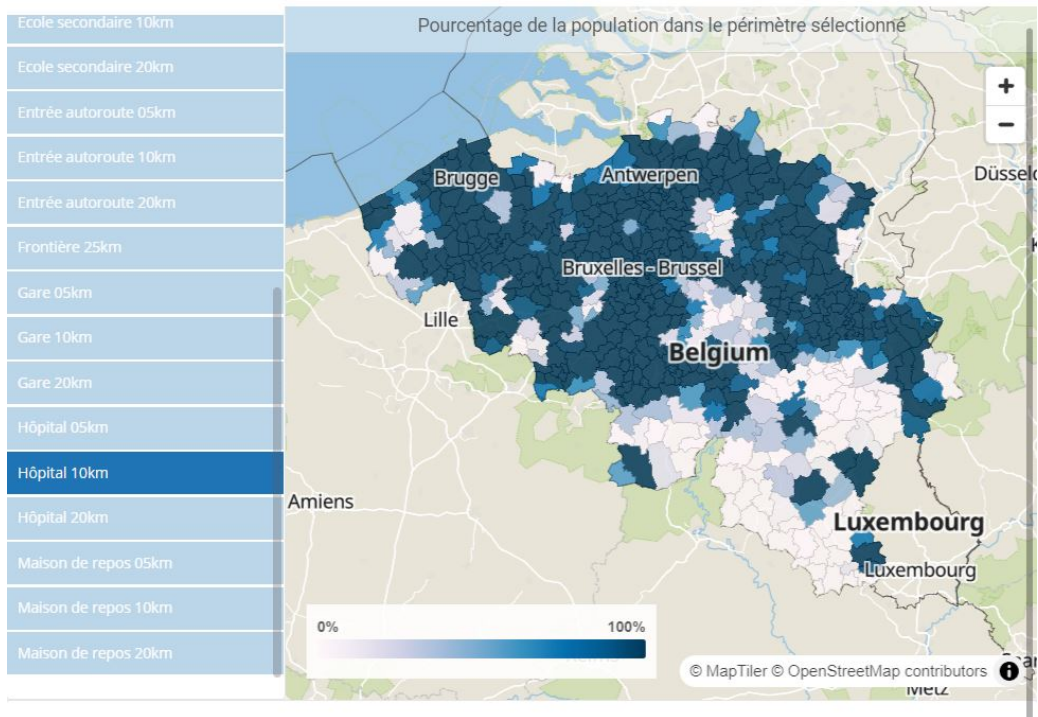 Ecole secondaire 10km
Ecole secondaire 20km
Entrée autoroute 05km
Entrée autoroute 10km
Entrée autoroute 20km
Frontière 25km
Gare 05km
Gare 10km
Gare 20km
Hôpital 05km
Hôpital 10km
Hôpital 20km
Maison de repos 05km
Maison de repos 10km
Maison de repos 20km
Pourcentage de la population dans le périmètre sélectionné
+
−
Düsseld
Brugge
Antwerpen
K
Bruxelles - Brussel
Lille
Belgium
Amiens
Luxembourg
Luxembourg
0%
100%
© MapTiler © OpenStreetMap contributors
Metz